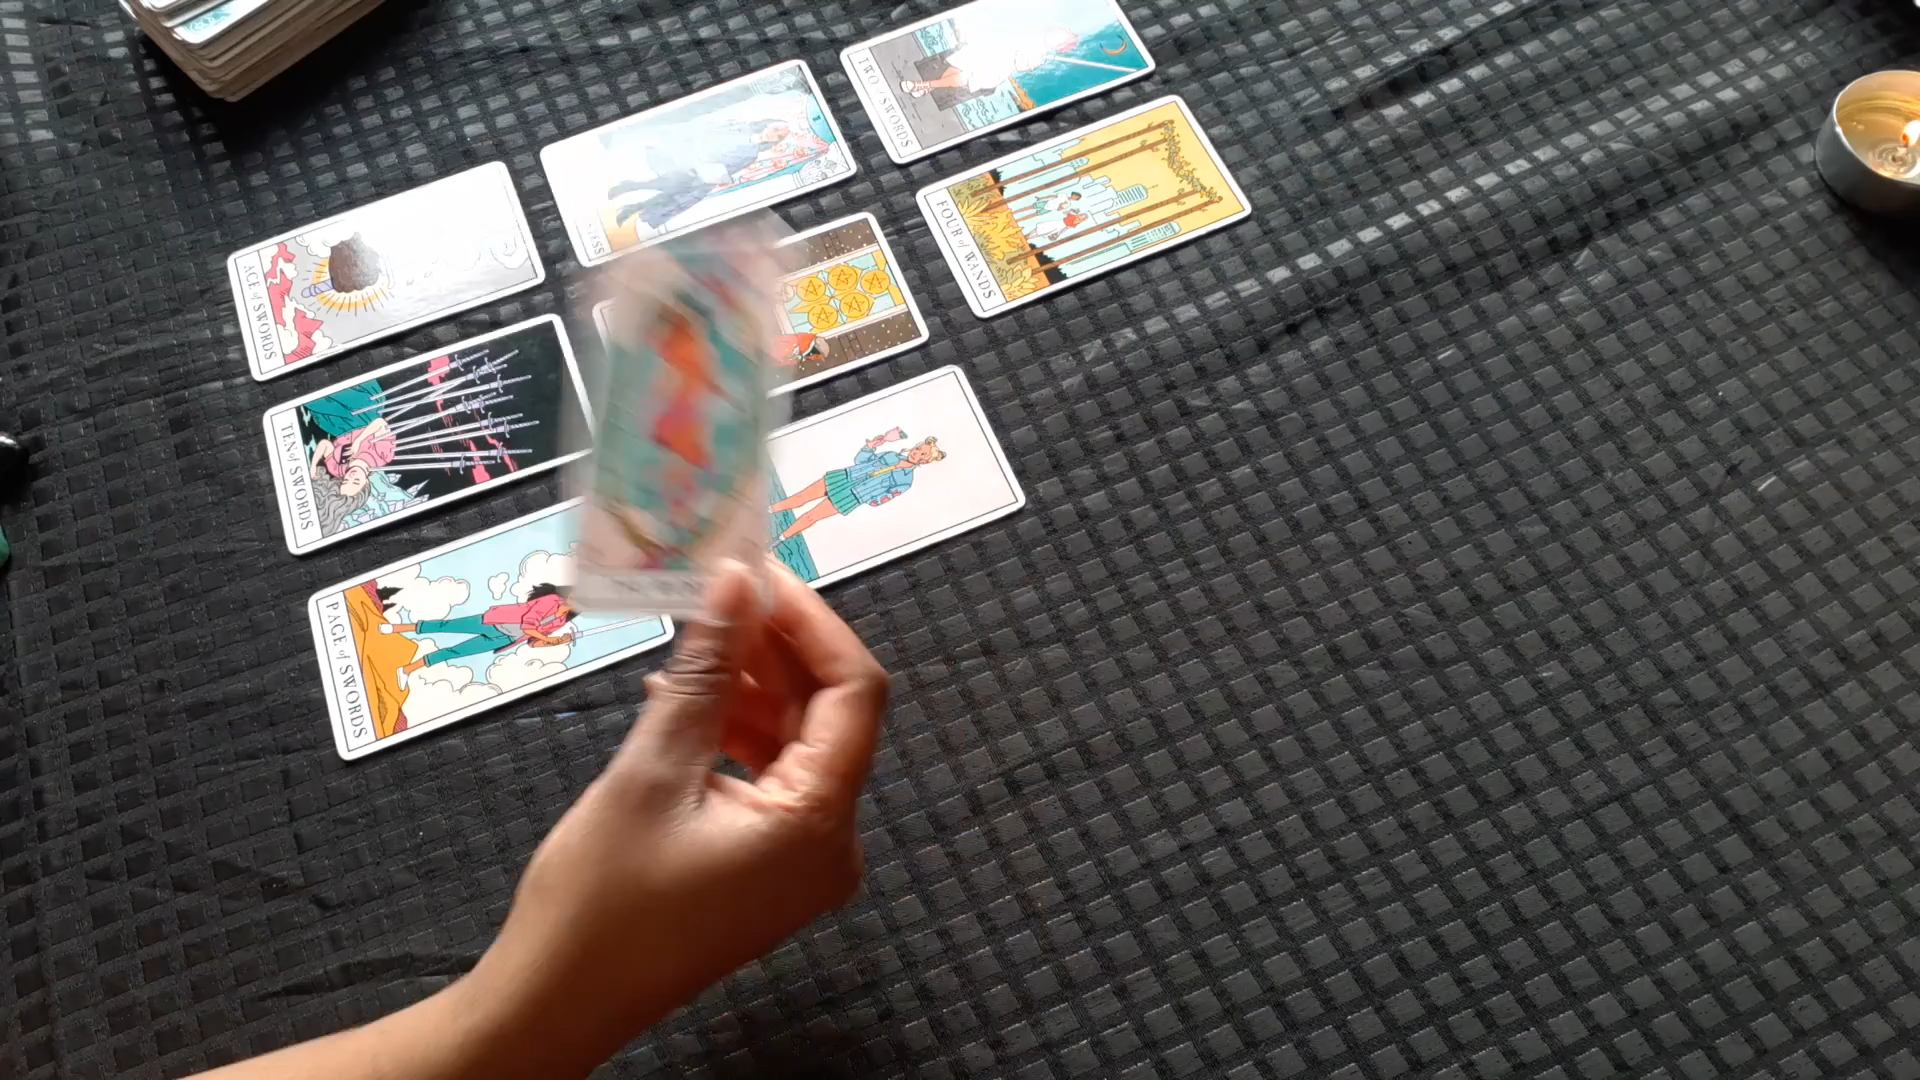 ACE of SWORDS
TWO of SWORDS
FOUR of WANDS
TEN of SWORDS
PAGE of SWORDS